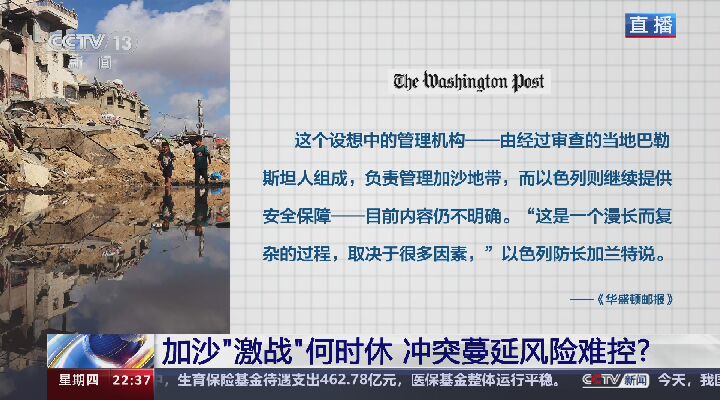 CCTV 13
新闻
直播
The Washington Post
这个设想中的管理机构——由经过审查的当地巴勒
斯坦人组成，负责管理加沙地带，而以色列则继续提供
安全保障——目前内容仍不明确。“这是一个漫长而复
杂的过程，取决于很多因素，”以色列防长加兰特说。
——《华盛顿邮报》
加沙"激战"何时休 冲突蔓延风险难控?
星期四 22:37 中，生育保险基金待遇支出462.78亿元，医保基金整体运行平稳。 CCTV新闻 今天，我国